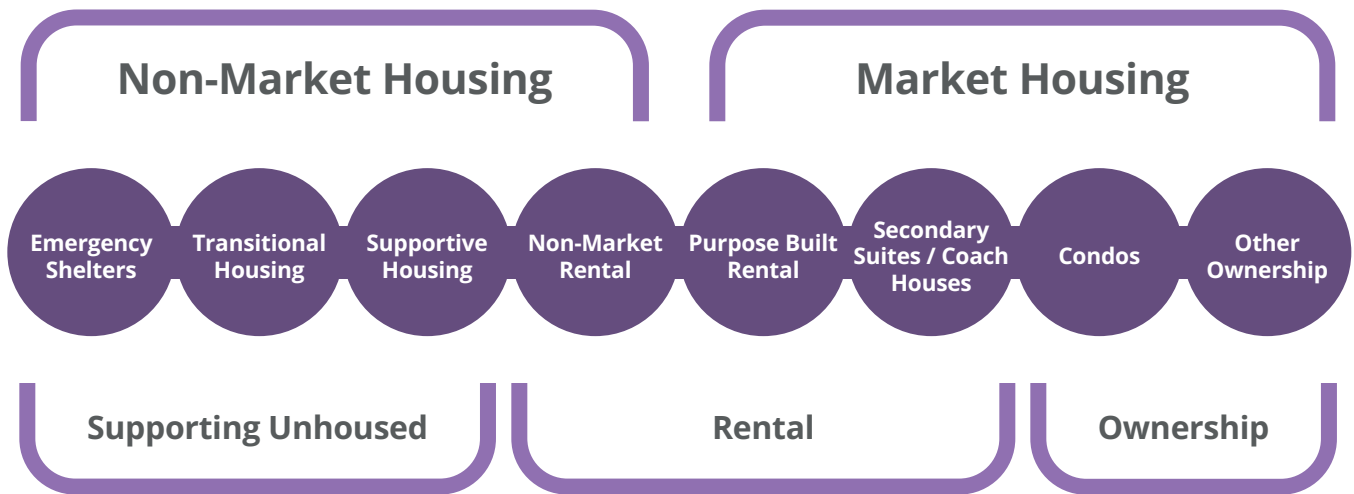 Non-Market Housing
Market Housing
Emergency
Shelters
Transitional
Housing
Supportive
Housing
Non-Market
Rental
Purpose Built
Rental
Secondary
Suites / Coach
Houses
Condos
Other
Ownership
Supporting Unhoused
Rental
Ownership